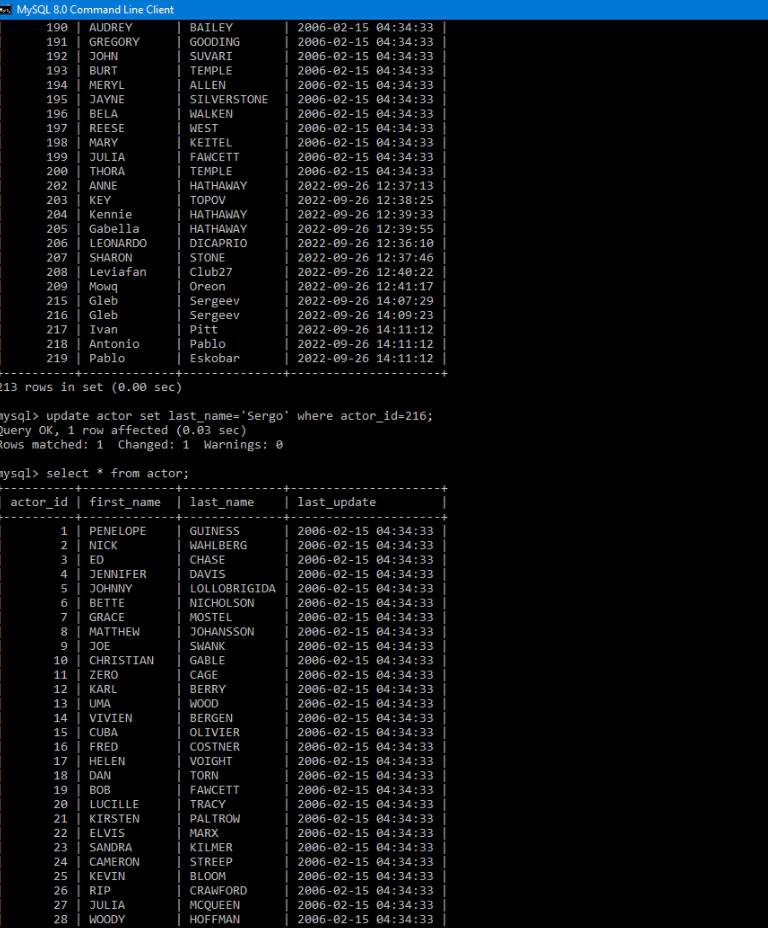 MySQL 8.0 Command Line Client
| 190 | AUDREY | BAILEY | 2006-02-15 04:34:33 |
| 191 | GREGORY | GOODING | 2006-02-15 04:34:33 |
| 192 | JOHN | SUVARI | 2006-02-15 04:34:33 |
| 193 | BURT | TEMPLE | 2006-02-15 04:34:33 |
| 194 | MERYL | ALLEN | 2006-02-15 04:34:33 |
| 195 | JAYNE | SILVERSTONE | 2006-02-15 04:34:33 |
| 196 | BELA | WALKEN | 2006-02-15 04:34:33 |
| 197 | REESE | WEST | 2006-02-15 04:34:33 |
| 198 | MARY | KEITEL | 2006-02-15 04:34:33 |
| 199 | JULIA | FAWCETT | 2006-02-15 04:34:33 |
| 200 | THORA | TEMPLE | 2006-02-15 04:34:33 |
| 202 | ANNE | HATHAWAY | 2022-09-26 12:37:13 |
| 203 | KEY | TOPOV | 2022-09-26 12:38:25 |
| 204 | Kennie | HATHAWAY | 2022-09-26 12:39:33 |
| 205 | Gabella | HATHAWAY | 2022-09-26 12:39:55 |
| 206 | LEONARDO | DICAPRIO | 2022-09-26 12:36:10 |
| 207 | SHARON | STONE | 2022-09-26 12:37:46 |
| 208 | Leviafan | Club27 | 2022-09-26 12:40:22 |
| 209 | Mowq | Oreon | 2022-09-26 12:41:17 |
| 215 | Gleb | Sergeev | 2022-09-26 14:07:29 |
| 216 | Gleb | Sergeev | 2022-09-26 14:09:23 |
| 217 | Ivan | Pitt | 2022-09-26 14:11:12 |
| 218 | Antonio | Pablo | 2022-09-26 14:11:12 |
| 219 | Pablo | Eskobar | 2022-09-26 14:11:12 |
+----------+-------------+--------------+---------------------+
213 rows in set (0.00 sec)
mysql> update actor set last_name='Sergo' where actor_id=216;
Query OK, 1 row affected (0.03 sec)
Rows matched: 1  Changed: 1  Warnings: 0
mysql> select * from actor;
+----------+-------------+--------------+---------------------+
| actor_id | first_name | last_name | last_update |
+----------+-------------+--------------+---------------------+
| 1 | PENELOPE | GUINESS | 2006-02-15 04:34:33 |
| 2 | NICK | WAHLBERG | 2006-02-15 04:34:33 |
| 3 | ED | CHASE | 2006-02-15 04:34:33 |
| 4 | JENNIFER | DAVIS | 2006-02-15 04:34:33 |
| 5 | JOHNNY | LOLLOBRIGIDA | 2006-02-15 04:34:33 |
| 6 | BETTE | NICHOLSON | 2006-02-15 04:34:33 |
| 7 | GRACE | MOSTEL | 2006-02-15 04:34:33 |
| 8 | MATTHEW | JOHANSSON | 2006-02-15 04:34:33 |
| 9 | JOE | SWANK | 2006-02-15 04:34:33 |
| 10 | CHRISTIAN | GABLE | 2006-02-15 04:34:33 |
| 11 | ZERO | CAGE | 2006-02-15 04:34:33 |
| 12 | KARL | BERRY | 2006-02-15 04:34:33 |
| 13 | UMA | WOOD | 2006-02-15 04:34:33 |
| 14 | VIVIEN | BERGEN | 2006-02-15 04:34:33 |
| 15 | CUBA | OLIVIER | 2006-02-15 04:34:33 |
| 16 | FRED | COSTNER | 2006-02-15 04:34:33 |
| 17 | HELEN | VOIGHT | 2006-02-15 04:34:33 |
| 18 | DAN | TORN | 2006-02-15 04:34:33 |
| 19 | BOB | FAWCETT | 2006-02-15 04:34:33 |
| 20 | LUCILLE | TRACY | 2006-02-15 04:34:33 |
| 21 | KIRSTEN | PALTROW | 2006-02-15 04:34:33 |
| 22 | ELVIS | MARX | 2006-02-15 04:34:33 |
| 23 | SANDRA | KILMER | 2006-02-15 04:34:33 |
| 24 | CAMERON | STREEP | 2006-02-15 04:34:33 |
| 25 | KEVIN | BLOOM | 2006-02-15 04:34:33 |
| 26 | RIP | CRAWFORD | 2006-02-15 04:34:33 |
| 27 | JULIA | MCQUEEN | 2006-02-15 04:34:33 |
| 28 | WOODY | HOFFMAN | 2006-02-15 04:34:33 |